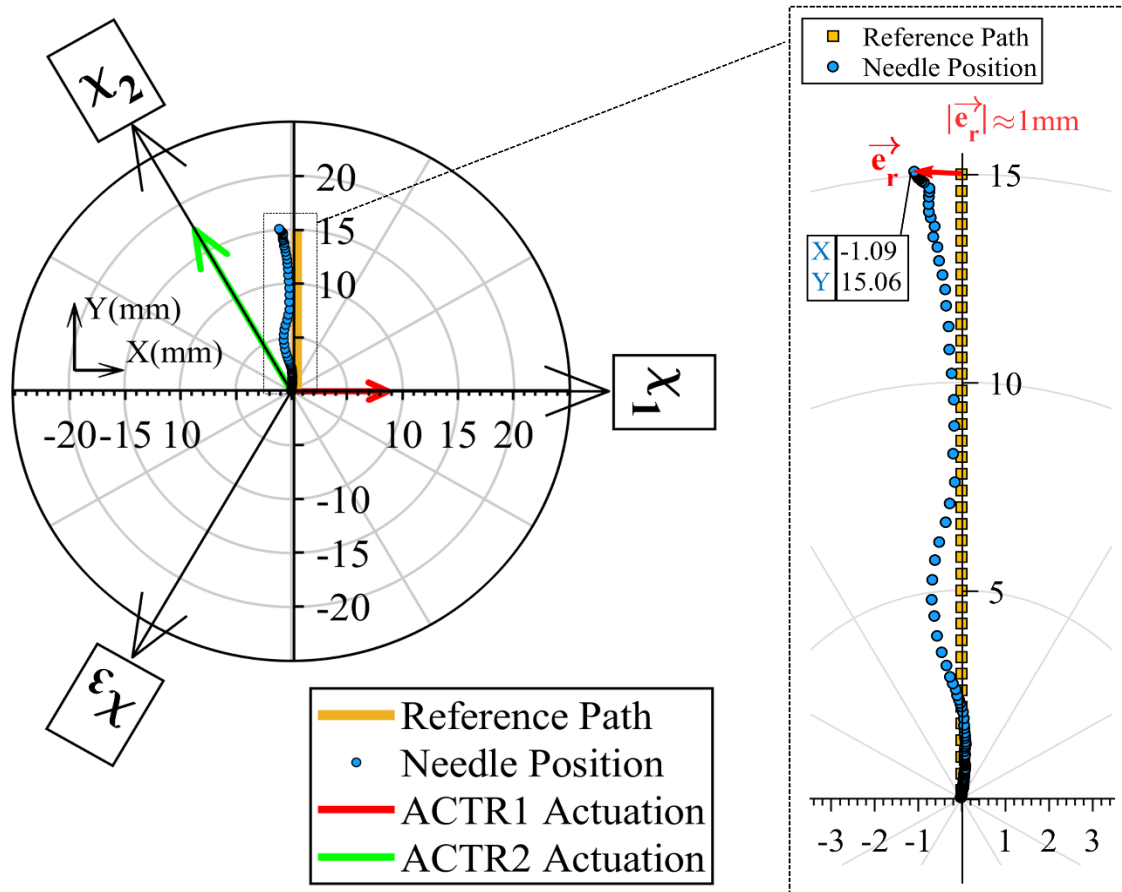 χ2
20
15
10
Y(mm)
X(mm)
χ1
-20 -15 10
10 15 20
-10
-15
-20
χ3
Reference Path
Needle Position
ACTR1 Actuation
ACTR2 Actuation
Reference Path
Needle Position
|e⃗r| ≈1mm
e⃗r
15
X -1.09
Y 15.06
10
5
-3 -2 -1 1 2 3